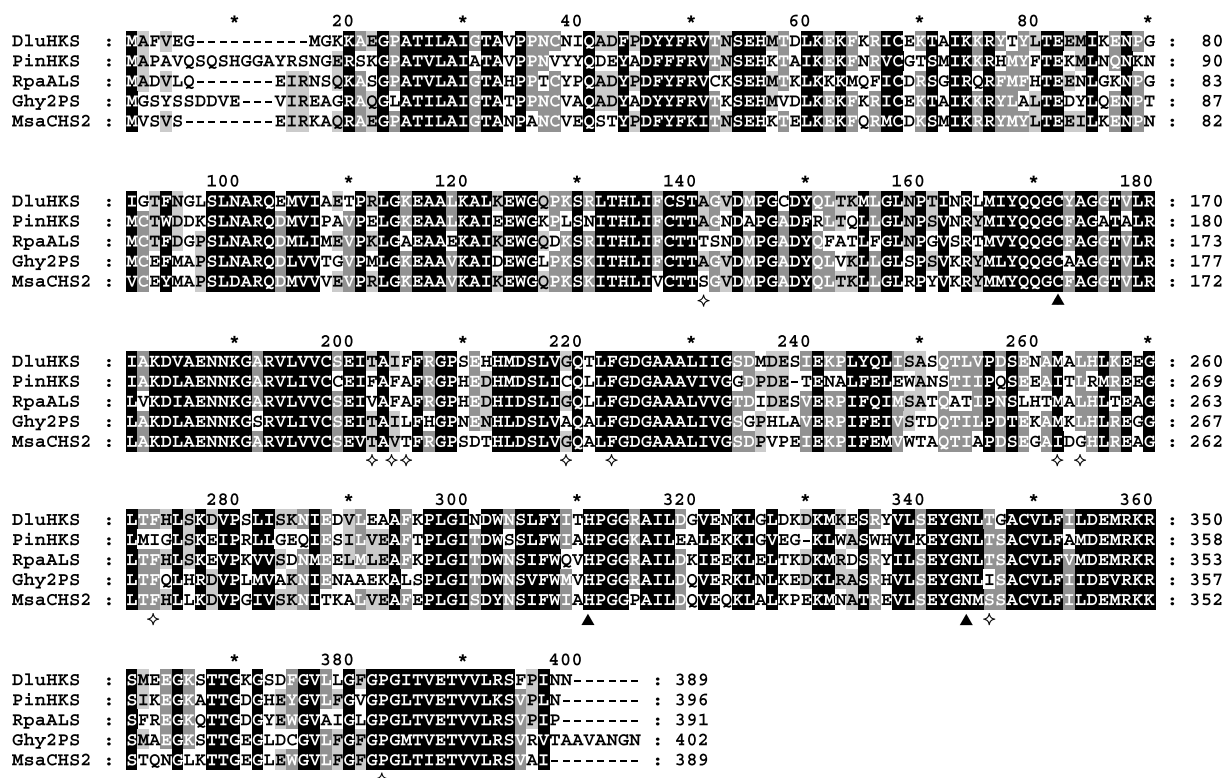 * 20 * 40 * 60 * 80 *
DluHKS : MAFVEG----------MGKKAEGPATILAIGTAVPPNCNIQADFPDYYFRVTNSEHMTDLKEKFKRICEKTAIKKRYTYLTEEMIKENPG : 80
PinHKS : MAPAVQSQSHGGAYRSNGERSKGPATVLAIATAVPPNVYYQDEYADFFFRVTNSEHKTAIKEKFNRVCGTSMIKKRHMYFTEKMLNQNKN : 90
RpaALS : MADVLQ-------EIRNSQKASGPATVLAIGTAHPPTCYPQADYPDFYFRVCKSEHMTKLKKKMQFICDRSGIRQRFMFHTEENLGKNPG : 83
Ghy2PS : MGSYSSDDVE---VIREAGRAQGLATILAIGTATPPNCVAQADYADYYFRVTKSEHMVDLKEKFKRICEKTAIKKRYLALTEDYLQENPT : 87
MsaCHS2 : MVSVS--------EIRKAQRAEGPATILAIGTANPANCVEQSTYPDFYFKITNSEHKTELKEKFQRMCDKSMIKRRYMYLTEEILKENPN : 82
100 * 120 * 140 * 160 * 180
DluHKS : IGTFNGLSLNARQEMVIAETPRLGKEAALKALKEWGQPKSRLTHLIFCSTAGVDMPGCDYQLTKMLGLNPTINRLMIYQQGCYAGATVLR : 170
PinHKS : MCTWDDKSLNARQDMVIPAVPELGKEAALKAIEEWGKPLSNITHLIFCTTAGNDAPGADFRLTQLLGLNPSVNRYMIYQQGCFAGATALR : 180
RpaALS : MCTFDGPSLNARQDMLIMEVPKLGAEAAEKAIKEWGQDKSRITHLIFCTTTSNDMPGADYQFATLFGLNPGVSRTMVYQQGCFAGGTVLR : 173
Ghy2PS : MCEFMAPSLNARQDLVVTGVPMLGKEAAVKAIDEWGLPKSKITHLIFCTTAGVDMPGADYQLVKLLGLSPSVKRYMLYQQGCAAGGTVLR : 177
MsaCHS2 : VCEYMAPSLDARQDMVVVEVPRLGKEAAVKAIKEWGQPKSKITHLIVCTTSGVDMPGADYQLTKLLGLRPYVKRYMMYQQGCFAGGTVLR : 172
* 200 * 220 * 240 * 260 *
DluHKS : IAKDVAENNKGARVLVVCSEITAIFFRGPSEHHMDSLVGQTLFGDGAAALIIGSDMDESIEKPLYQLISASQTLVPDSENAMALHLKEEG : 260
PinHKS : IAKDLAENNKGARVLIVCCEIFAFAFRGPHEDHMDSLICQLLFGDGAAAVIVGGDPDE-TENALFELEWANSTIIPQSEEAITLRMREEG : 269
RpaALS : LVKDIAENNKGARVLVVCSEIVAFAFRGPHEDHIDSLIGQLLFGDGAAALVVGTDIDESVERPIFQIMSATQATIPNSLHTMALHLTEAG : 263
Ghy2PS : LAKDLAENNKGSRVLIVCSEITAILFHGPNENHLDSLVAQALFGDGAAALIVGSGPHLAVERPIFEIVSTDQTILPDTEKAMKLHLREGG : 267
MsaCHS2 : LAKDLAENNKGARVLVVCSEVTAVTFRGPSDTHLDSLVGQALFGDGAAALIVGSDPVPEIEKPIFEMVWTAQTIAPDSEGAIDGHLREAG : 262
280 * 300 * 320 * 340 * 360
DluHKS : LTFHLSKDVPSLISKNIEDVLEAAFKPLGINDWNSLFYITHPGGRAILDGVENKLGLDKDKMKESRYVLSEYGNLTGACVLFILDEMRKR : 350
PinHKS : LMIGLSKEIPRLLGEQIESILVEAFTPLGITDWSSLFWIAHPGGKAILEALEKKIGVEG-KLWASWHVLKEYGNLTSACVLFAMDEMRKR : 358
RpaALS : LTFHLSKEVPKVVSDNMEELMLEAFKPLGITDWNSIFWQVHPGGRAILDKIEEKLELTKDKMRDSRYILSEYGNLTSACVLFVMDEMRKR : 353
Ghy2PS : LTFQLHRDVPLMVAKNIENAAEKALSPLGITDWNSVFWMVHPGGRAILDQVERKLNLKEDKLRASRHVLSEYGNLISACVLFIIDEVRKR : 357
MsaCHS2 : LTFHLLKDVPGIVSKNITKALVEAFEPLGISDYNSIFWIAHPGGPAILDQVEQKLALKPEKMNATREVLSEYGNMSSACVLFILDEMRKK : 352
* 380 * 400
DluHKS : SMEEGKSTTGKGSDFGVLLGFGPGITVETVVLRSFPINN------ : 389
PinHKS : SIKEGKATTGDGHEYGVLFGVGPGLTVETVVLKSVPLN------- : 396
RpaALS : SFREGKQTTGDGYEWGVAIGLGPGLTVETVVLRSVPIP------- : 391
Ghy2PS : SMAEGKSTTGEGLDCGVLFGFGPGMTVETVVLRSVRVTAAVANGN : 402
MsaCHS2 : STQNGLKTTGEGLEWGVLFGFGPGLTIETVVLRSVAI-------- : 389